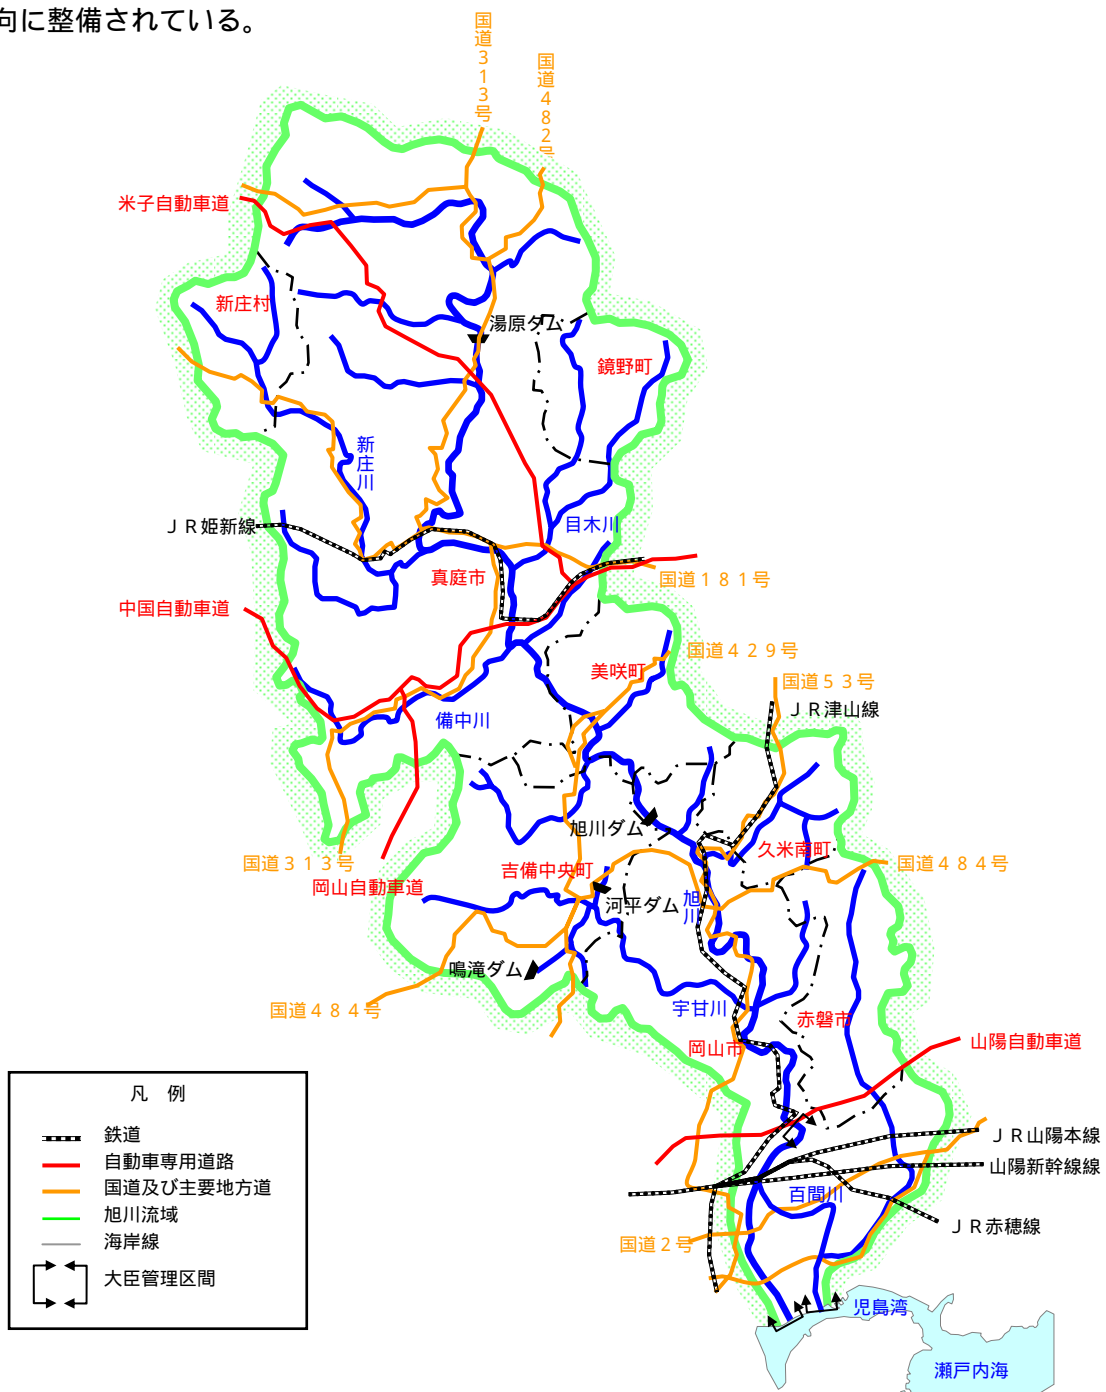 向に整備されている。
国道313号
国道482号
米子自動車道
新庄村
湯原ダム
鏡野町
新庄川
ＪＲ姫新線
目木川
真庭市
国道１８１号
中国自動車道
国道４２９号
美咲町
国道５３号
ＪＲ津山線
備中川
旭川ダム
久米南町
国道３１３号
吉備中央町
国道４８４号
岡山自動車道
河平ダム
旭川
鳴滝ダム
国道４８４号
宇甘川
赤磐市
岡山市
山陽自動車道
凡　例
鉄道
自動車専用道路
国道及び主要地方道
旭川流域
海岸線
大臣管理区間
ＪＲ山陽本線
山陽新幹線線
百間川
ＪＲ赤穂線
国道２号
児島湾
瀬戸内海